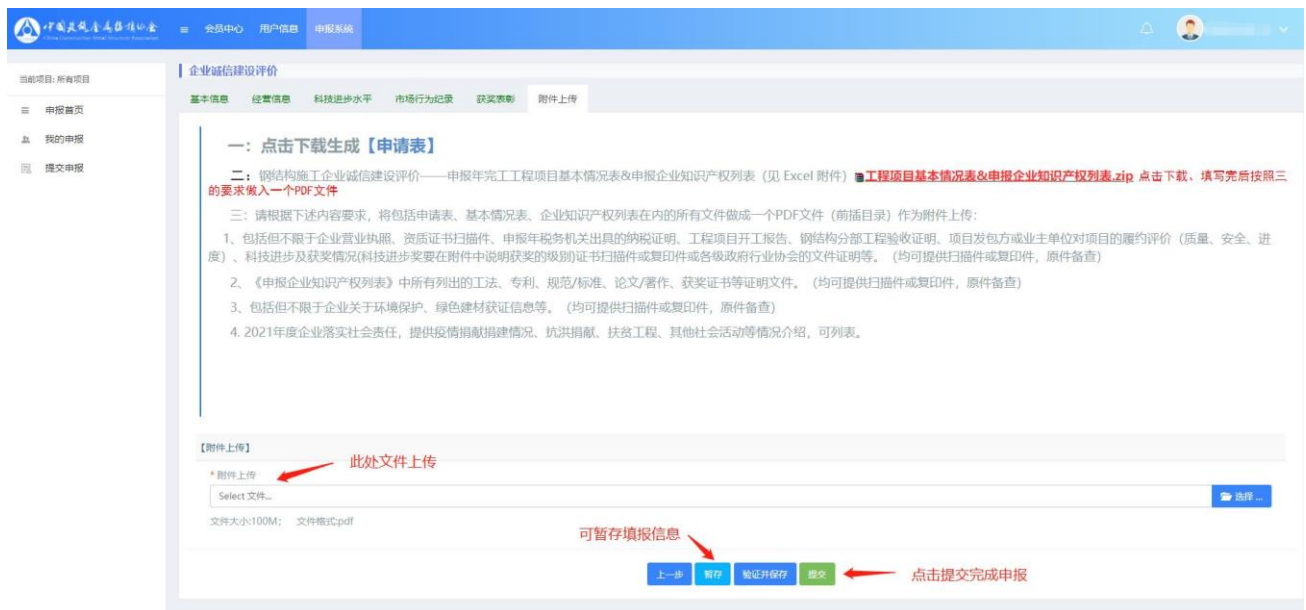 中国建筑金属结构协会
China Construction Metal Structure Association
会员中心 用户信息 申报系统
当前项目: 所有项目
申报首页
我的申报
提交申报
企业诚信建设评价
基本信息 经营信息 科技进步水平 市场行为纪录 获奖表彰 附件上传
一：点击下载生成【申请表】
二：钢结构施工企业诚信建设评价——申报年完工工程项目基本情况表&申报企业知识产权列表（见 Excel 附件）工程项目基本情况表&申报企业知识产权列表.zip 点击下载、填写完后按照三
的要求做入一个PDF文件
三：请根据下述内容要求，将包括申请表、基本情况表、企业知识产权列表在内的所有文件做成一个PDF文件（前插目录）作为附件上传：
1、包括但不限于企业营业执照、资质证书扫描件、申报年税务机关出具的纳税证明、工程项目开工报告、钢结构分部工程验收证明、项目发包方或业主单位对项目的履约评价（质量、安全、进
度）、科技进步及获奖情况(科技进步奖要在附件中说明获奖的级别)证书扫描件或复印件或各级政府行业协会的文件证明等。（均可提供扫描件或复印件，原件备查）
2、《申报企业知识产权列表》中所有列出的工法、专利、规范/标准、论文/著作、获奖证书等证明文件。（均可提供扫描件或复印件，原件备查）
3、包括但不限于企业关于环境保护、绿色建材获证信息等。（均可提供扫描件或复印件，原件备查）
4. 2021年度企业落实社会责任，提供疫情捐献捐建情况、抗洪捐献、扶贫工程、其他社会活动等情况介绍，可列表。
【附件上传】
此处文件上传
*附件上传
Select 文件...
选择 ...
文件大小:100M； 文件格式:pdf
可暂存填报信息
上一步 暂存 验证并保存 提交
点击提交完成申报